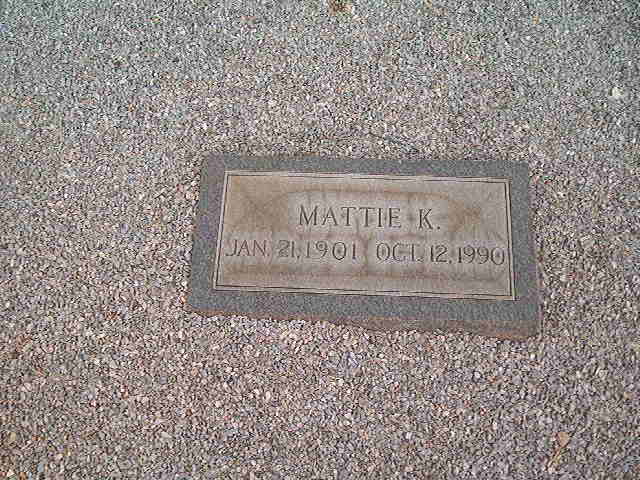 MATTIE K.
JAN. 21, 1901 OCT. 12, 1990